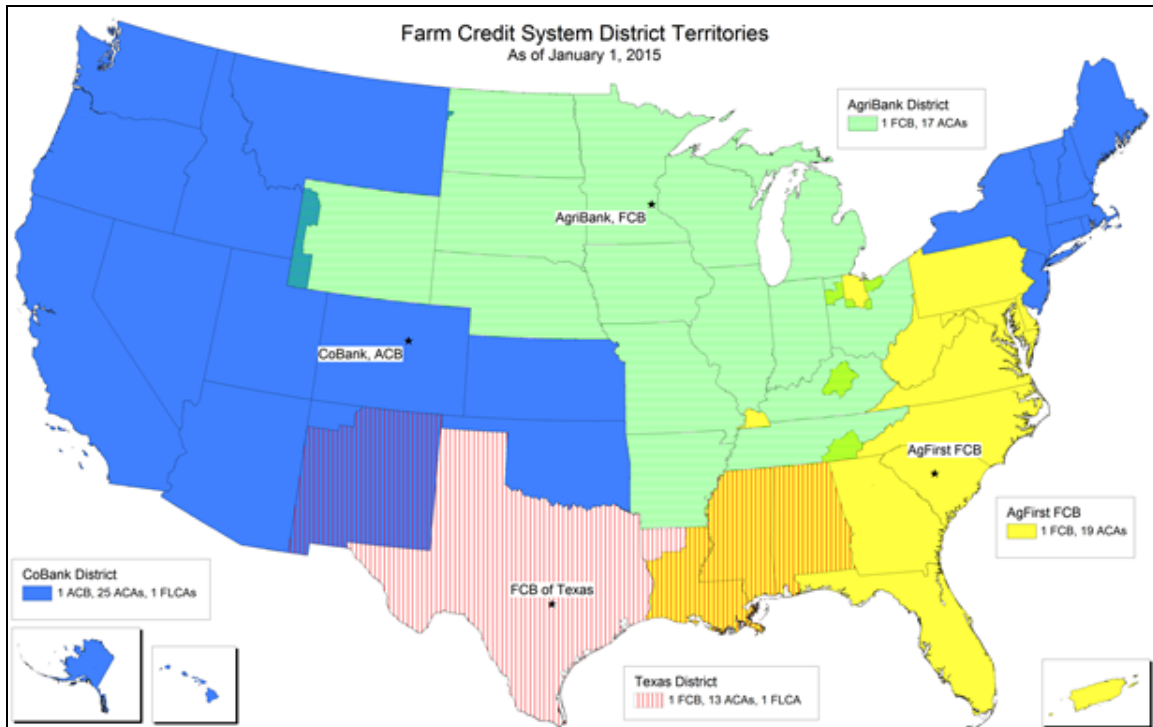 Farm Credit System District Territories
As of January 1, 2015
AgriBank District
1 FCB, 17 ACAs
AgriBank, FCB
CoBank, ACB
AgFirst FCB
AgFirst FCB
1 FCB, 19 ACAs
CoBank District
1 ACB, 25 ACAs, 1 FLCAs
FCB of Texas
Texas District
1 FCB, 13 ACAs, 1 FLCA